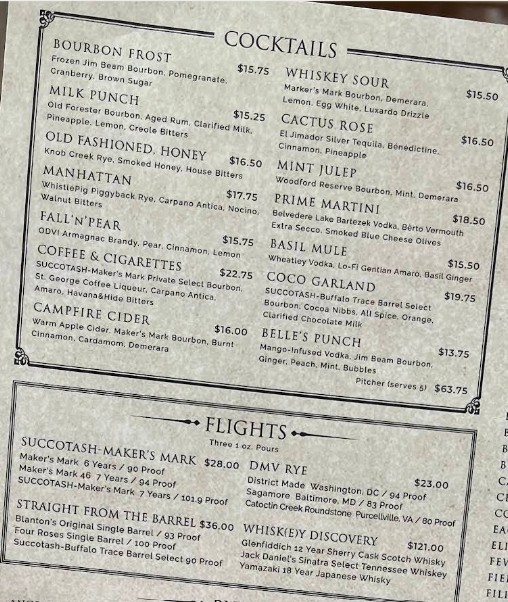 COCKTAILS
BOURBON FROST $15.75
Frozen Jim Beam Bourbon, Pomegranate,
Cranberry, Brown Sugar
MILK PUNCH $15.25
Old Forester Bourbon, Aged Rum, Clarified Milk,
Pineapple, Lemon, Creole Bitters
OLD FASHIONED, HONEY $16.50
Knob Creek Rye, Smoked Honey, House Bitters
MANHATTAN $17.75
WhistlePig Piggyback Rye, Carpano Antica, Nocino,
Walnut Bitters
FALL'N'PEAR $15.75
ODVI Armagnac Brandy, Pear, Cinnamon, Lemon
COFFEE & CIGARETTES $22.75
SUCCOTASH-Maker's Mark Private Select Bourbon,
St. George Coffee Liqueur, Carpano Antica,
Amaro, Havana&Hide Bitters
CAMPFIRE CIDER $16.00
Warm Apple Cider, Maker's Mark Bourbon, Burnt
Cinnamon, Cardamom, Demerara
WHISKEY SOUR $15.50
Marker's Mark Bourbon, Demerara,
Lemon, Egg White, Luxardo Drizzle
CACTUS ROSE $16.50
El Jimador Silver Tequila, Bénédictine,
Cinnamon, Pineapple
MINT JULEP $16.50
Woodford Reserve Bourbon, Mint, Demerara
PRIME MARTINI $18.50
Belvedere Lake Bartezek Vodka, Bèrto Vermouth
Extra Secco, Smoked Blue Cheese Olives
BASIL MULE $15.50
Wheatley Vodka, Lo-Fi Gentian Amaro, Basil Ginger
COCO GARLAND $19.75
SUCCOTASH-Buffalo Trace Barrel Select
Bourbon, Cocoa Nibbs, All Spice, Orange,
Clarified Chocolate Milk
BELLE'S PUNCH $13.75
Mango-Infused Vodka, Jim Beam Bourbon,
Ginger, Peach, Mint, Bubbles
Pitcher (serves 5) $63.75
FLIGHTS
Three 1 oz. Pours
SUCCOTASH-MAKER'S MARK $28.00
Maker's Mark 6 Years / 90 Proof
Maker's Mark 46 7 Years / 94 Proof
SUCCOTASH-Maker's Mark 7 Years / 101.9 Proof
STRAIGHT FROM THE BARREL $36.00
Blanton's Original Single Barrel / 93 Proof
Four Roses Single Barrel / 100 Proof
Succotash-Buffalo Trace Barrel Select 90 Proof
DMV RYE $23.00
District Made Washington, DC / 94 Proof
Sagamore Baltimore, MD / 83 Proof
Catoctin Creek Roundstone Purcellville, VA / 80 Proof
WHISK(E)Y DISCOVERY $121.00
Glenfiddich 12 Year Sherry Cask Scotch Whisky
Jack Daniel's Sinatra Select Tennessee Whiskey
Yamazaki 18 Year Japanese Whisky